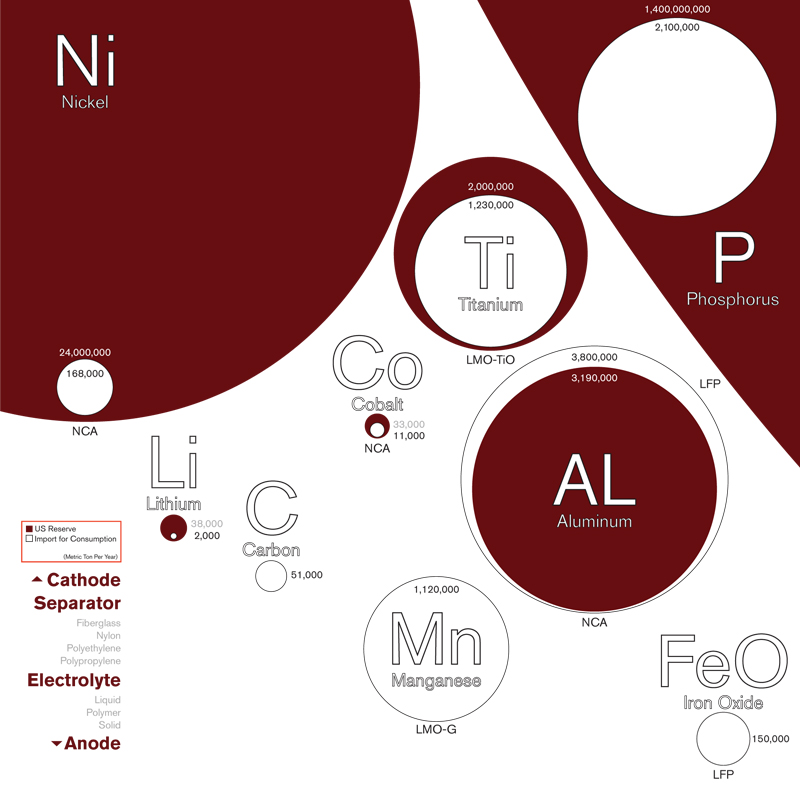 Ni
Nickel
24,000,000
168,000
NCA
1,400,000,000
2,100,000
P
Phosphorus
2,000,000
1,230,000
Ti
Titanium
LMO-TiO
Co
Cobalt
33,000
11,000
NCA
3,800,000
3,190,000
LFP
AL
Aluminum
NCA
Li
Lithium
38,000
2,000
C
Carbon
51,000
US Reserve
Import for Consumption
(Metric Ton Per Year)
Cathode
Separator
Fiberglass
Nylon
Polyethylene
Polypropylene
Electrolyte
Liquid
Polymer
Solid
Anode
1,120,000
Mn
Manganese
LMO-G
FeO
Iron Oxide
150,000
LFP